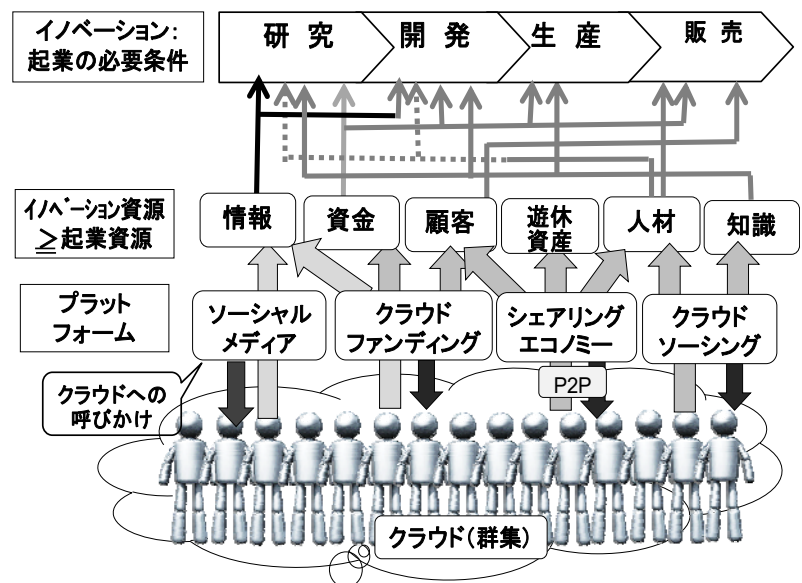 イノベーション：
起業の必要条件
研究
開発
生産
販売
イノベーション資源
≧起業資源
情報
資金
顧客
遊休
資産
人材
知識
プラット
フォーム
ソーシャル
メディア
クラウド
ファンディング
シェアリング
エコノミー
クラウド
ソーシング
P2P
クラウドへの
呼びかけ
クラウド（群集）